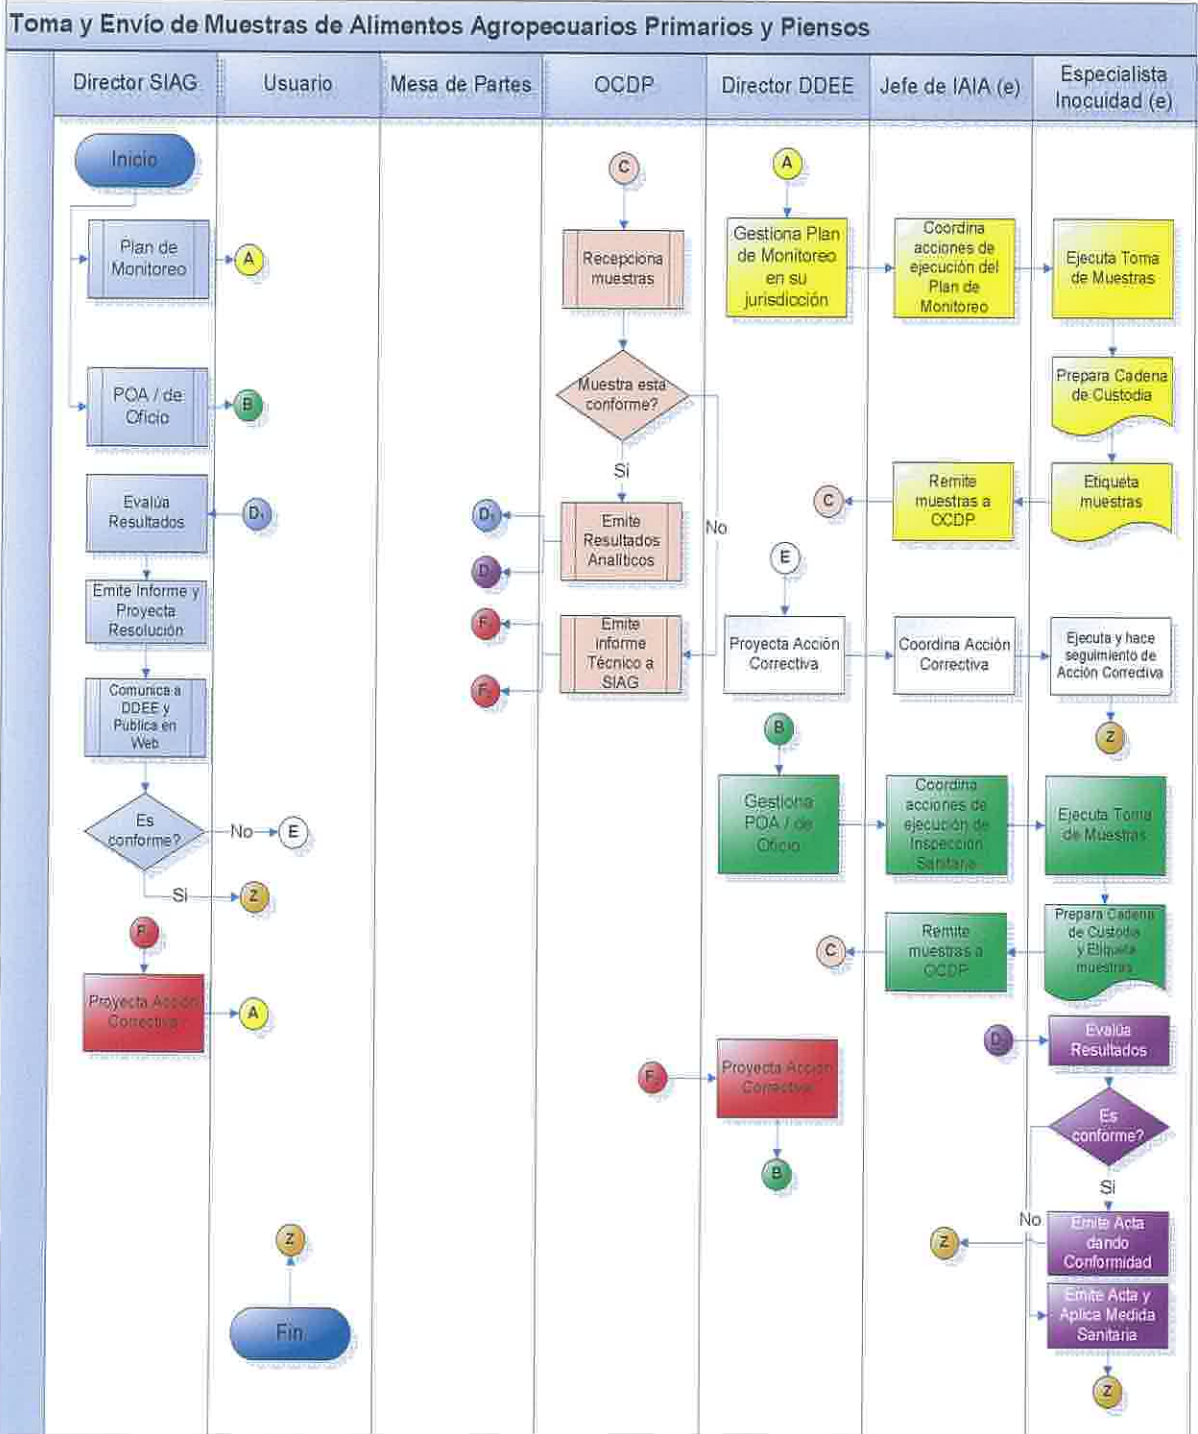 Toma y Envío de Muestras de Alimentos Agropecuarios Primarios y Piensos
Director SIAG
Usuario
Mesa de Partes
OCDP
Director DDEE
Jefe de IAIA (e)
Especialista
Inocuidad (e)
Inicio
Plan de
Monitoreo
A
POA / de
Oficio
B
Evalúa
Resultados
D₁
Emite Informe y
Proyecta
Resolución
Comunica a
DDEE y
Publica en
Web
Es
conforme?
No
E
Si
Z
F
Proyecta Acción
Correctiva
A
Z
Fin
C
Recepciona
muestras
Muestra esta
conforme?
Si
No
Emite
Resultados
Analíticos
D₁
D
Emite
informe
Técnico a
SIAG
F
F
A
Gestiona Plan
de Monitoreo
en su
jurisdicción
Coordina
acciones de
ejecución del
Plan de
Monitoreo
Ejecuta Toma
de Muestras
Prepara Cadena
de Custodia
Etiqueta
muestras
Remite
muestras a
OCDP
C
E
Proyecta Acción
Correctiva
Coordina Acción
Correctiva
Ejecuta y hace
seguimiento de
Acción Correctiva
Z
B
Gestiona
POA / de
Oficio
Coordina
acciones de
ejecución de
Inspección
Sanitaria
Ejecuta Toma
de Muestras
Prepara Cadena
de Custodia
y Etiqueta
muestras
Remite
muestras a
OCDP
C
F
Proyecta Acción
Correctiva
B
D
Evalúa
Resultados
Es
conforme?
Si
No
Emite Acta
dando
Conformidad
Z
Emite Acta y
Aplica Medida
Sanitaria
Z